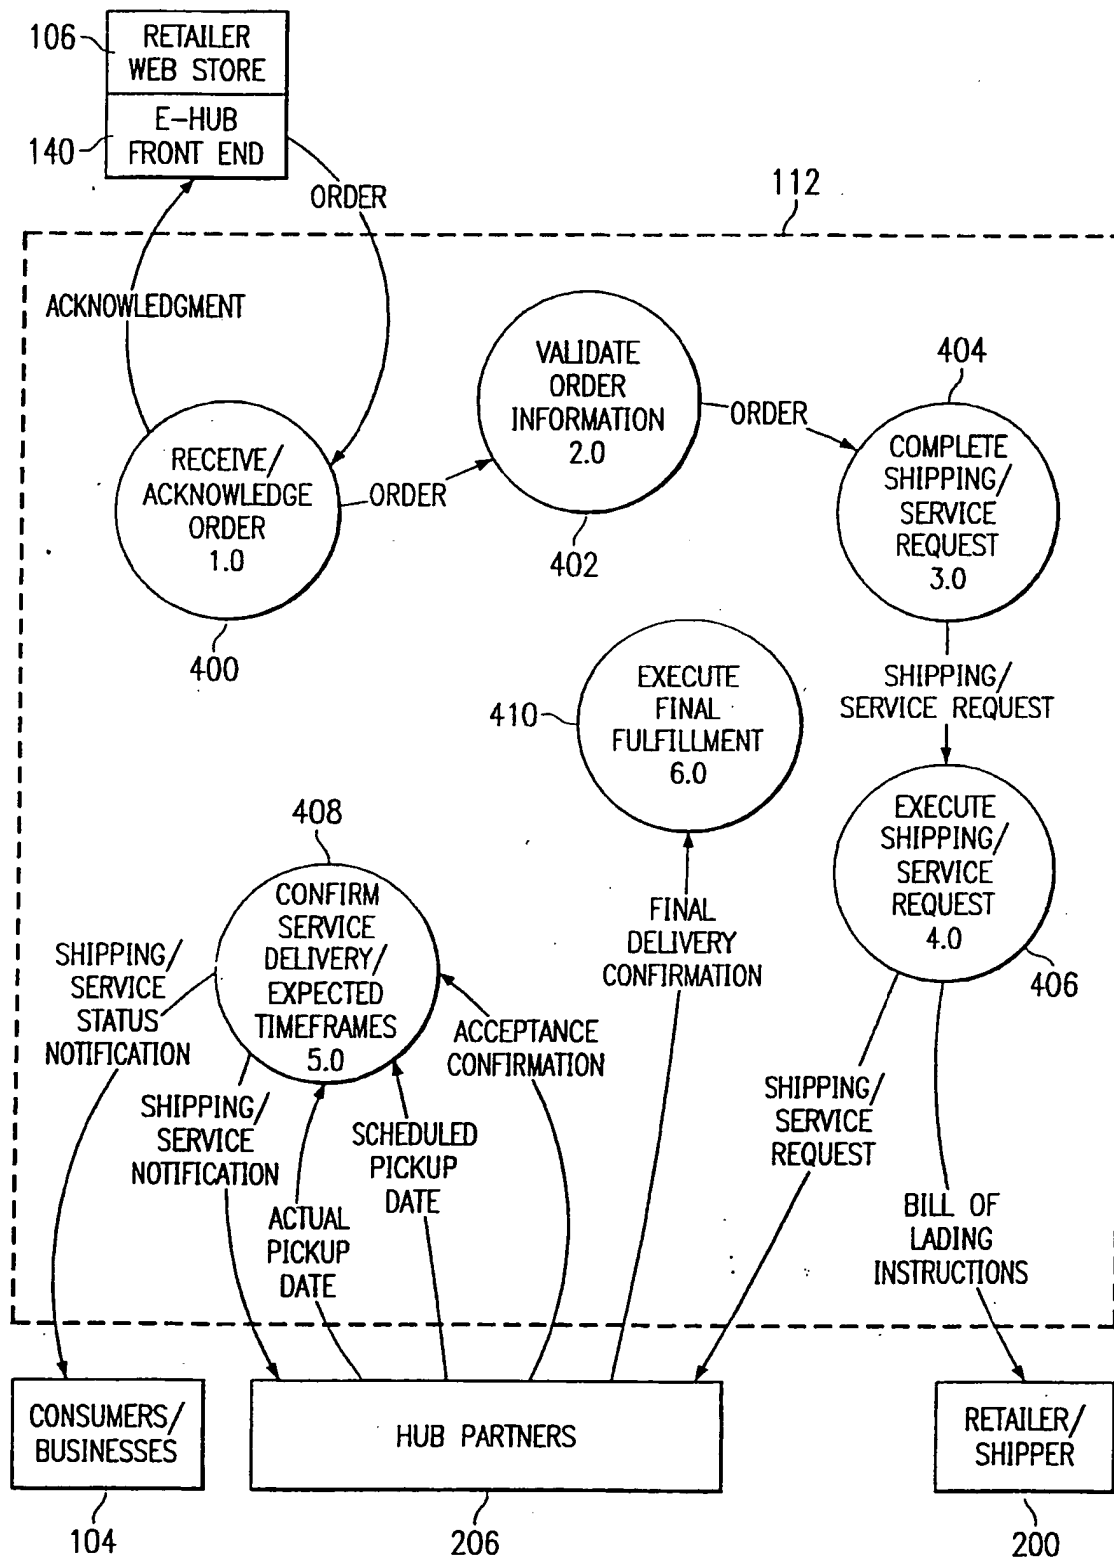 106
RETAILER
WEB STORE
140
E-HUB
FRONT END
ORDER
112
ACKNOWLEDGMENT
RECEIVE/
ACKNOWLEDGE
ORDER
1.0
400
ORDER
VALIDATE
ORDER
INFORMATION
2.0
402
ORDER
404
COMPLETE
SHIPPING/
SERVICE
REQUEST
3.0
SHIPPING/
SERVICE REQUEST
410
EXECUTE
FINAL
FULFILLMENT
6.0
EXECUTE
SHIPPING/
SERVICE
REQUEST
4.0
406
408
CONFIRM
SERVICE
DELIVERY/
EXPECTED
TIMEFRAMES
5.0
FINAL
DELIVERY
CONFIRMATION
SHIPPING/
SERVICE
STATUS
NOTIFICATION
ACCEPTANCE
CONFIRMATION
SHIPPING/
SERVICE
NOTIFICATION
SCHEDULED
PICKUP
DATE
ACTUAL
PICKUP
DATE
SHIPPING/
SERVICE
REQUEST
BILL OF
LADING
INSTRUCTIONS
CONSUMERS/
BUSINESSES
104
HUB PARTNERS
206
RETAILER/
SHIPPER
200